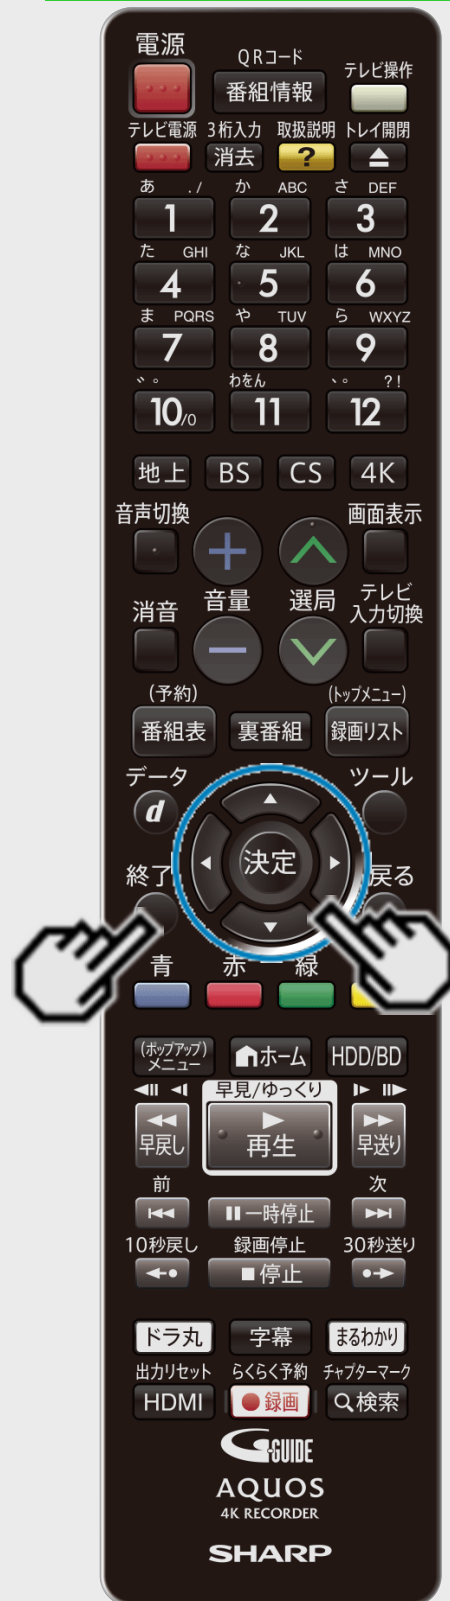 電源
QRコード
番組情報
テレビ操作
テレビ電源 3桁入力 取扱説明 トレイ開閉
消去 ?
あ ./ か ABC さ DEF
1 2 3
た GHI な JKL は MNO
4 5 6
ま PQRS や TUV ら WXYZ
7 8 9
゛゜ わをん 、。 ?!
10/0 11 12
地上 BS CS 4K
音声切換 画面表示
消音 音量 選局 テレビ
入力切換
(予約) (トップメニュー)
番組表 裏番組 録画リスト
データ ツール
d
決定
終了 戻る
青 赤 緑
(ポップアップ)
メニュー ホーム HDD/BD
早見/ゆっくり
早戻し 再生 早送り
前 次
一時停止
10秒戻し 録画停止 30秒送り
停止
ドラ丸 字幕 まるわかり
出力リセット らくらく予約 チャプターマーク
HDMI 録画 検索
G-GUIDE
AQUOS
4K RECORDER
SHARP